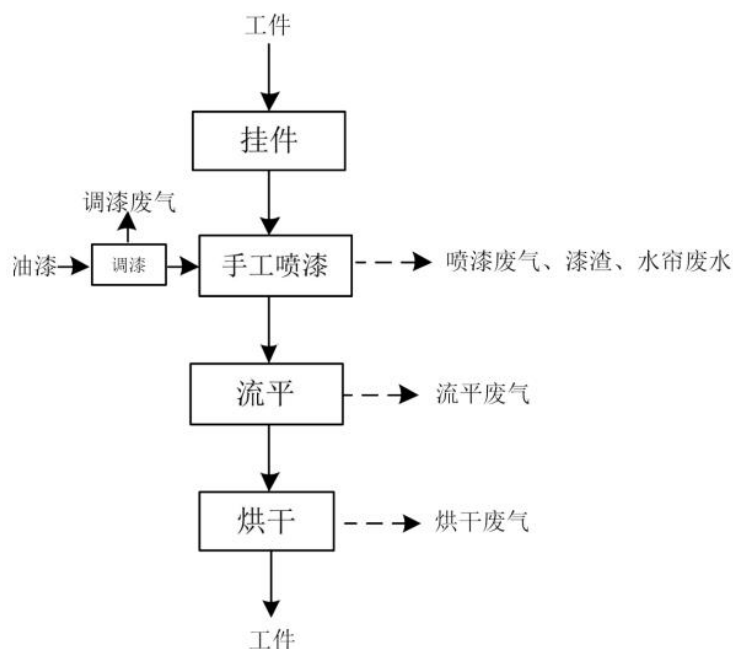 工件
挂件
调漆废气
油漆
调漆
手工喷漆
喷漆废气、漆渣、水帘废水
流平
流平废气
烘干
烘干废气
工件